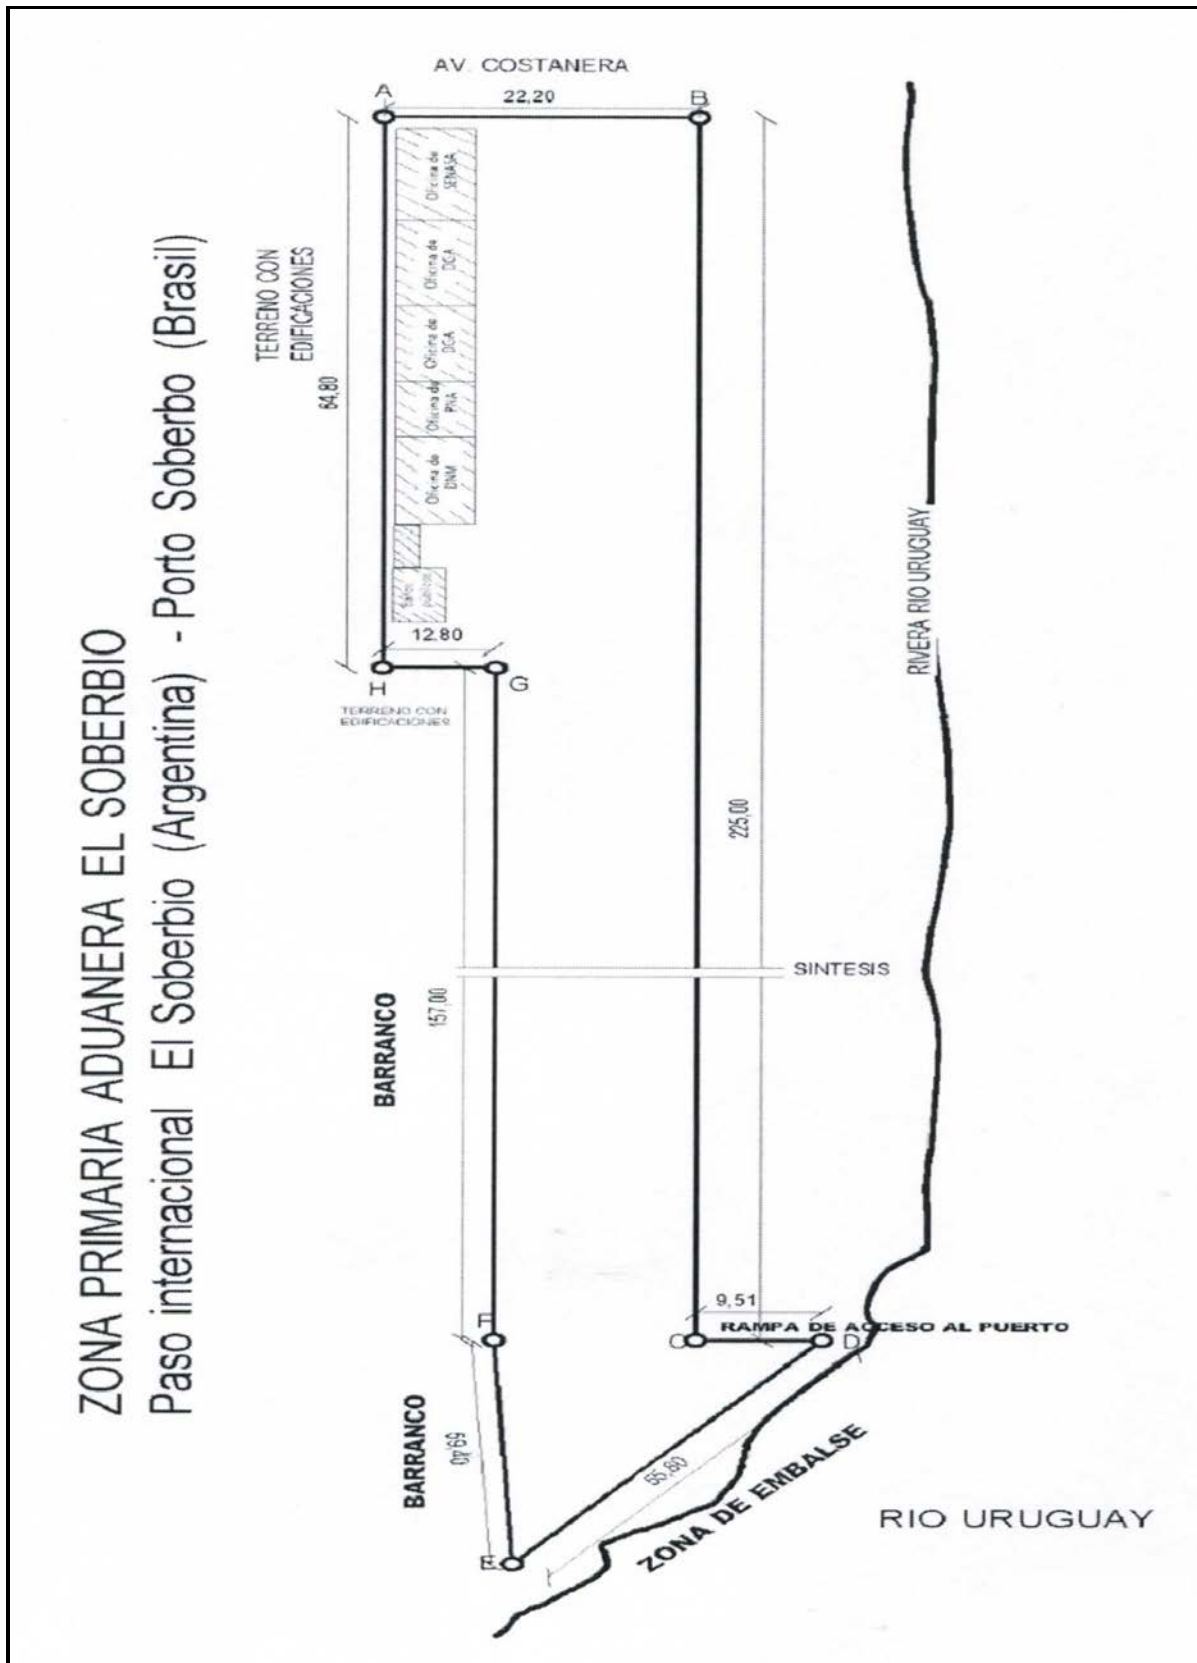 ZONA PRIMARIA ADUANERA EL SOBERBIO
Paso internacional El Soberbio (Argentina) - Porto Soberbo (Brasil)
AV. COSTANERA
A
22,20
B
TERRENO CON
EDIFICACIONES
64,80
Oficina de
SENASA
Oficina de
DGA
Oficina de
DGA
Oficina de
PNA
Oficina de
DNM
Baños
públicos
12.80
H
G
TERRENO CON
EDIFICACIONES
RIVERA RIO URUGUAY
225,00
SINTESIS
157,00
BARRANCO
F
9,51
RAMPA DE ACCESO AL PUERTO
C
D
BARRANCO
69,40
55,80
ZONA DE EMBALSE
E
RIO URUGUAY